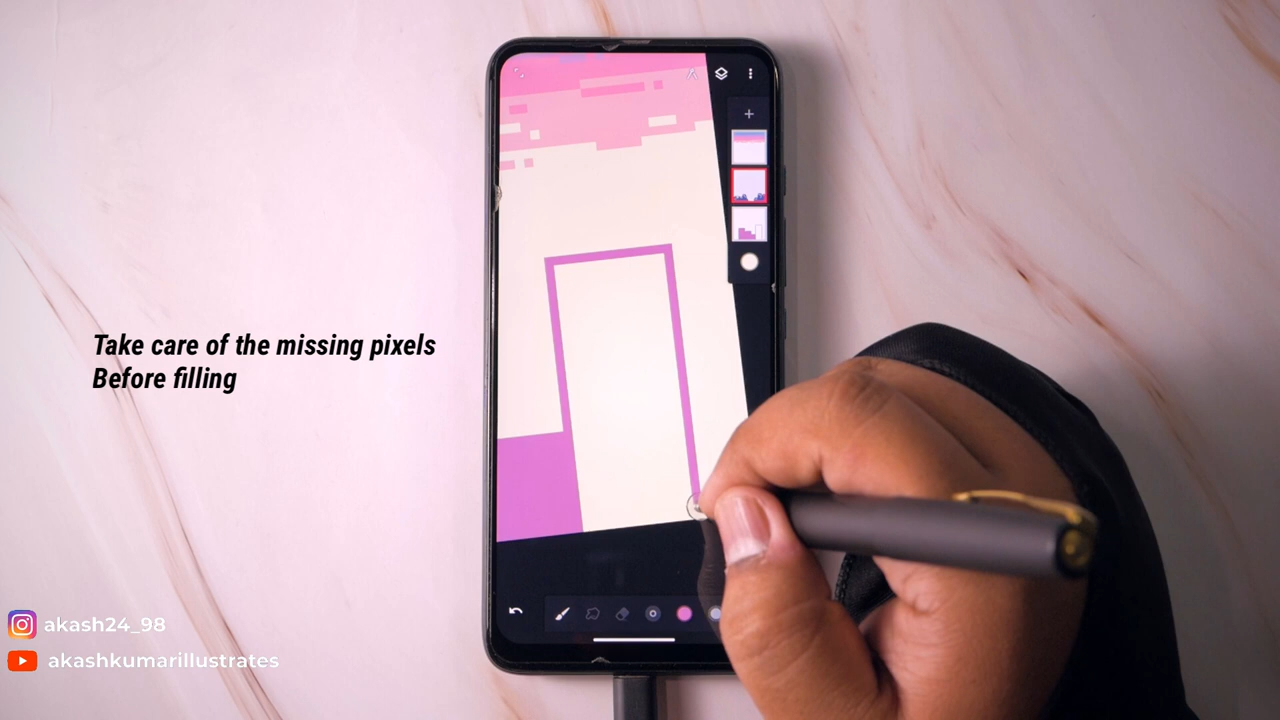 Take care of the missing pixels
Before filling
akash24_98
akashkumarillustrates